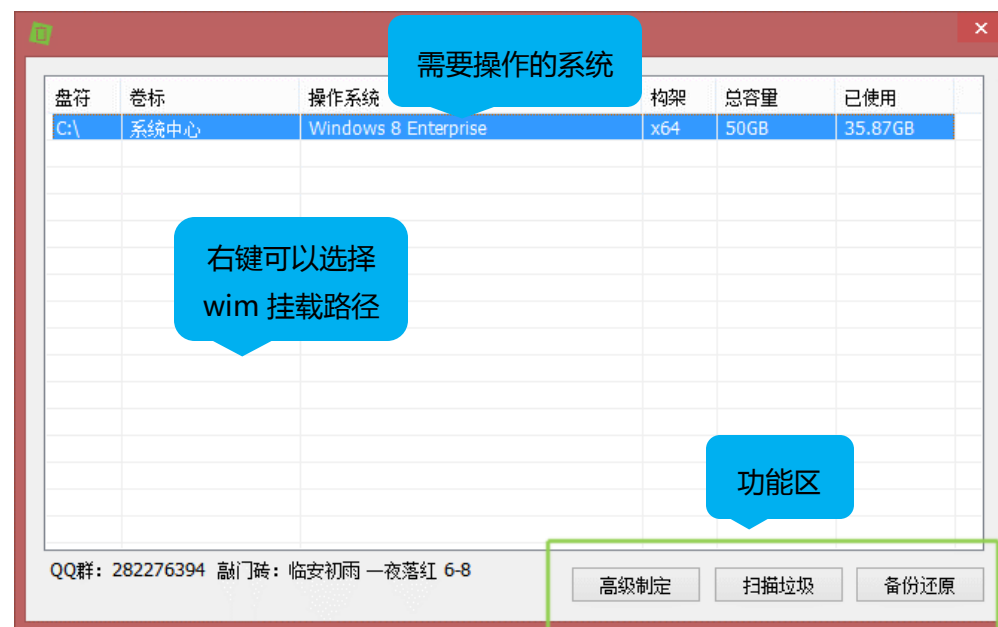 需要操作的系统
盘符 卷标 操作系统 构架 总容量 已使用
C:\ 系统中心 Windows 8 Enterprise x64 50GB 35.87GB
右键可以选择
wim 挂载路径
功能区
QQ群：282276394 敲门砖：临安初雨 一夜落红 6-8
高级制定 扫描垃圾 备份还原